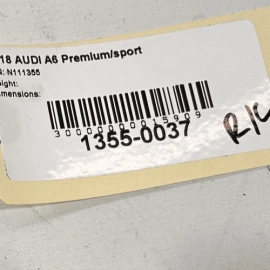 18 AUDI A6 Premium/sport
N: N111355
ight:
mensions:
3000000015909
1355-0037
R/C